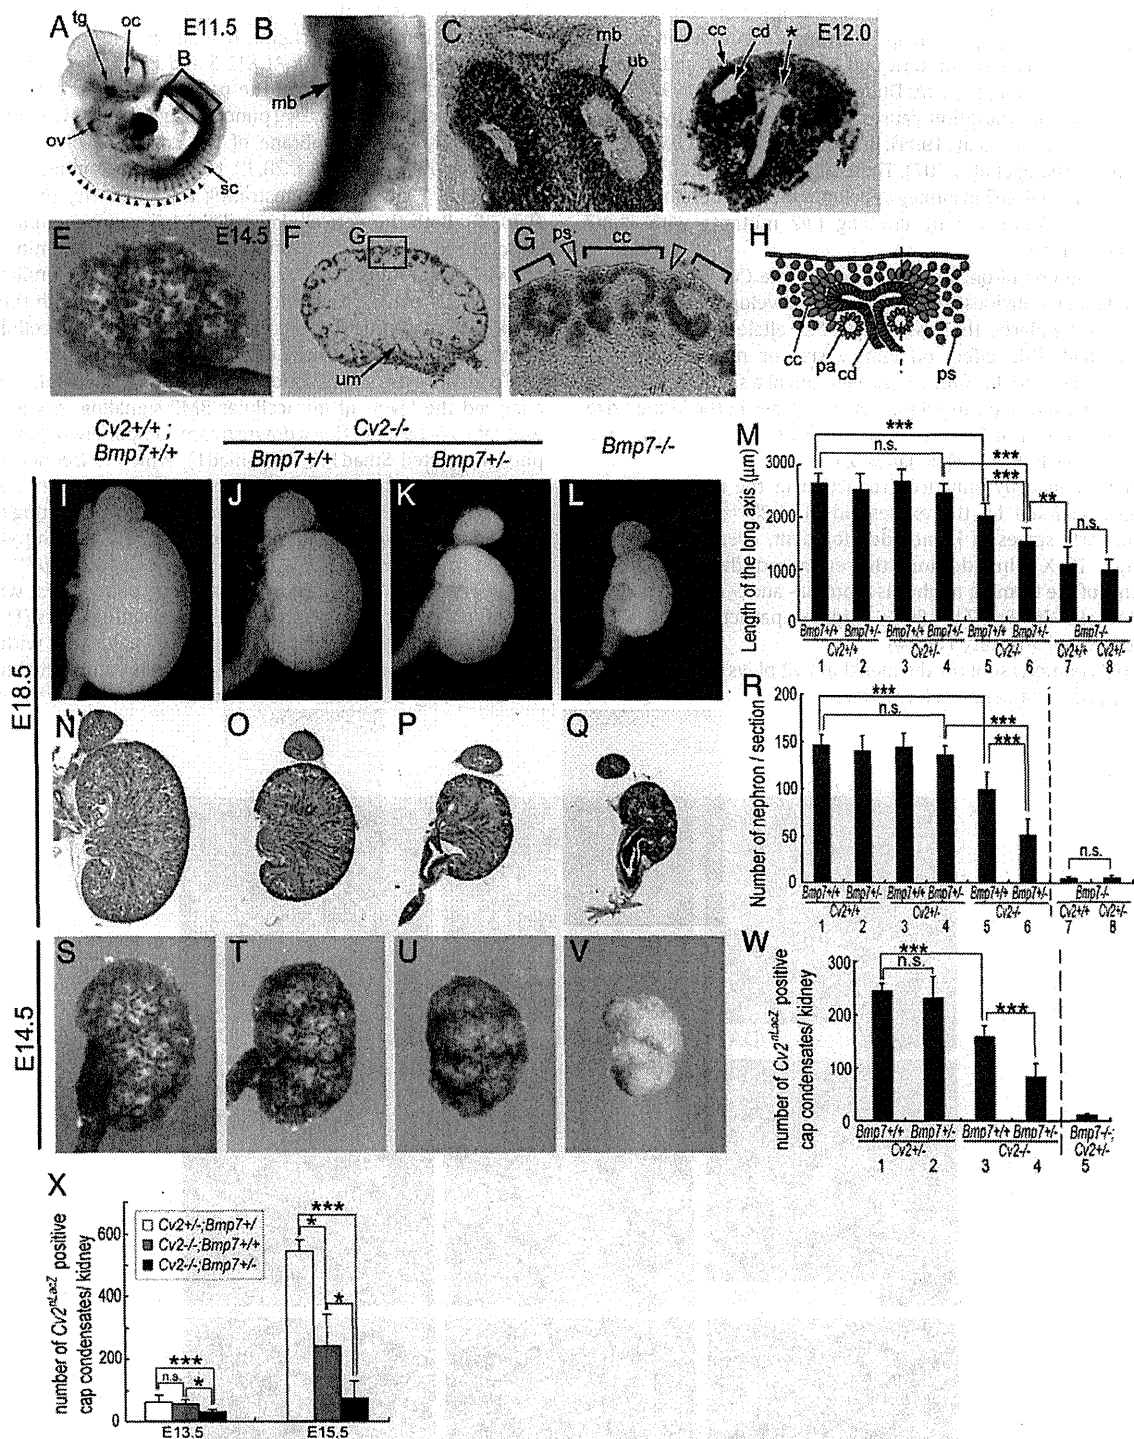 A E11.5
tg oc
B
ov
sc
B
mb
C
mb
ub
D E12.0
cc cd *
E E14.5
F
G
um
G
ps cc
H
cc pa cd ps
Cv2+/+ ;
Bmp7+/+
Cv2-/-
Bmp7+/+ Bmp7+/-
Bmp7-/-
E18.5
I J K L
N O P Q
E14.5
S T U V
M
Length of the long axis (μm)
3000
2000
1000
0
***
n.s.
***
***
**
n.s.
Bmp7+/+ Bmp7+/- Bmp7+/+ Bmp7+/- Bmp7+/+ Bmp7+/- Bmp7-/-
Cv2+/+ Cv2+/- Cv2-/- Cv2+/+ Cv2+/-
1 2 3 4 5 6 7 8
R
Number of nephron / section
200
150
100
50
0
***
n.s.
***
***
n.s.
Bmp7+/+ Bmp7+/- Bmp7+/+ Bmp7+/- Bmp7+/+ Bmp7+/- Bmp7-/-
Cv2+/+ Cv2+/- Cv2-/- Cv2+/+ Cv2+/-
1 2 3 4 5 6 7 8
W
number of Cv2nLacZ positive
cap condensates/ kidney
300
200
100
0
***
n.s.
***
Bmp7+/+ Bmp7+/- Bmp7+/+ Bmp7+/- Bmp7-/-;
Cv2+/- Cv2-/- Cv2+/-
1 2 3 4 5
X
number of Cv2nLacZ positive
cap condensates/ kidney
600
400
200
0
Cv2+/-;Bmp7+/
Cv2-/-;Bmp7+/+
Cv2-/-;Bmp7+/-
***
n.s. *
***
*
*
E13.5 E15.5